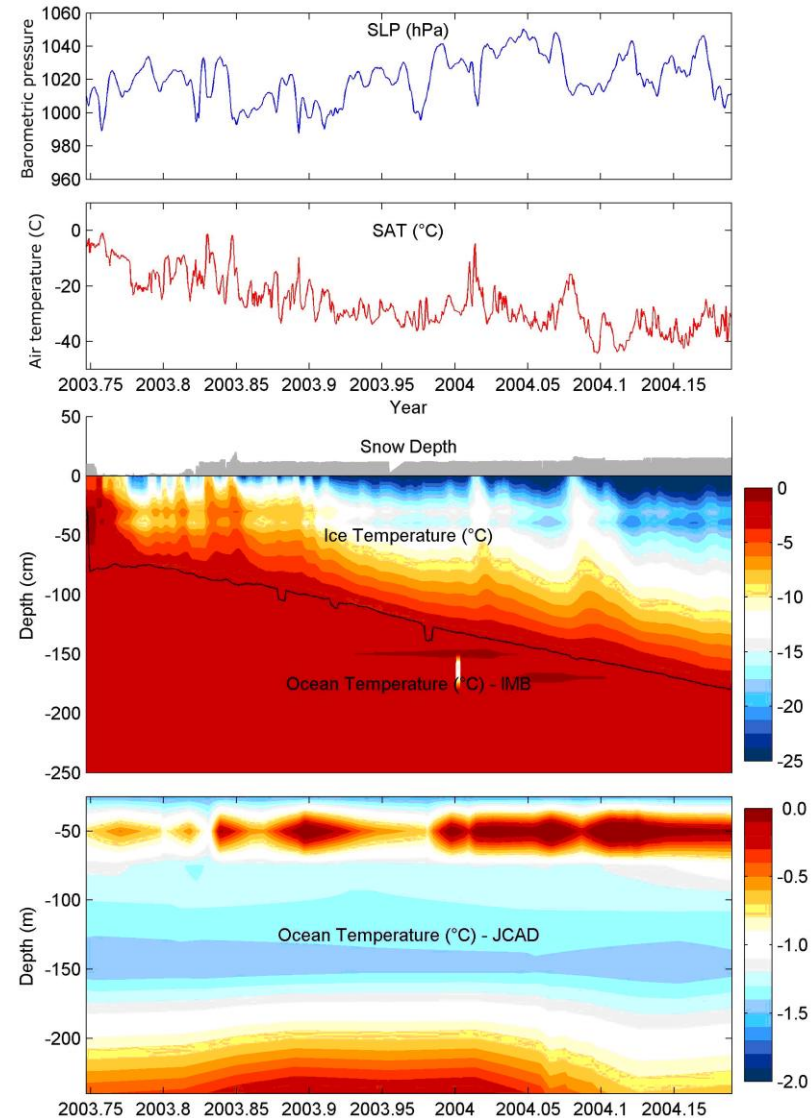 SLP (hPa)
Barometric pressure
1060
1040
1020
1000
980
960
SAT (°C)
Air temperature (C)
0
-20
-40
2003.75 2003.8 2003.85 2003.9 2003.95 2004 2004.05 2004.1 2004.15
Year
Snow Depth
Ice Temperature (°C)
Ocean Temperature (°C) - IMB
Depth (cm)
50
0
-50
-100
-150
-200
-250
0
-5
-10
-15
-20
-25
Ocean Temperature (°C) - JCAD
Depth (m)
-50
-100
-150
-200
0.0
-0.5
-1.0
-1.5
-2.0
2003.75 2003.8 2003.85 2003.9 2003.95 2004 2004.05 2004.1 2004.15